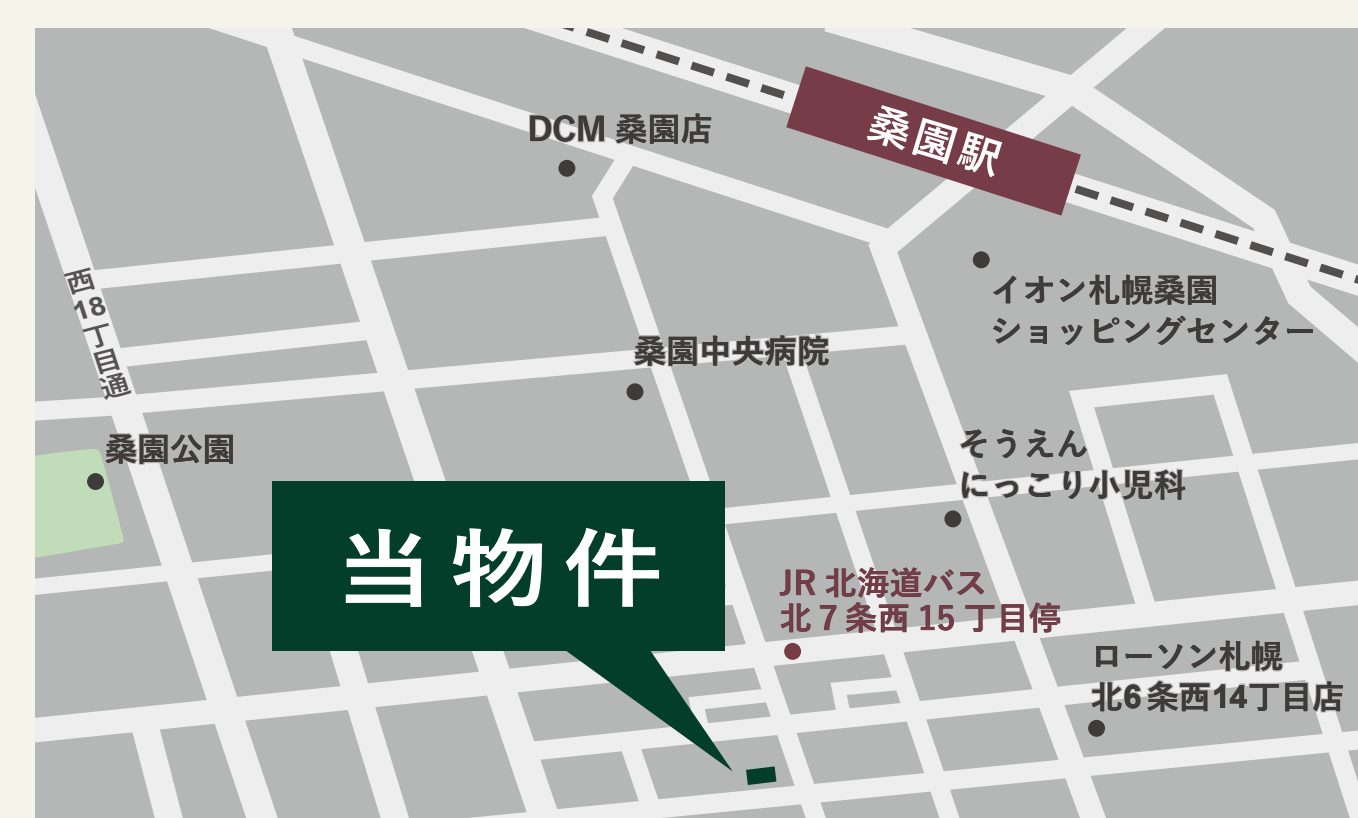 桑園駅
DCM 桑園店
イオン札幌桑園
ショッピングセンター
西18丁目通
桑園中央病院
桑園公園
そうえん
にっこり小児科
当物件
JR 北海道バス
北7条西15丁目停
ローソン札幌
北6条西14丁目店